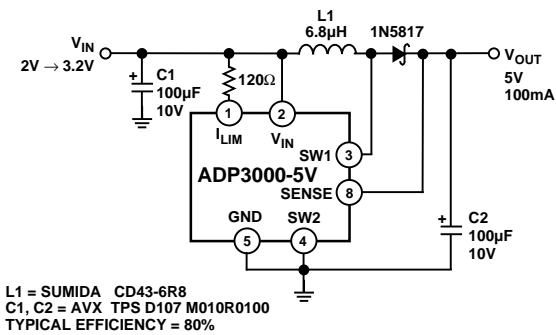 L1
6.8µH
1N5817
VIN
2V → 3.2V
C1
100µF
10V
120Ω
VOUT
5V
100mA
1
2
ILIM
VIN
SW1
3
ADP3000-5V
SENSE
8
GND
SW2
5
4
C2
100µF
10V
L1 = SUMIDA CD43-6R8
C1, C2 = AVX TPS D107 M010R0100
TYPICAL EFFICIENCY = 80%